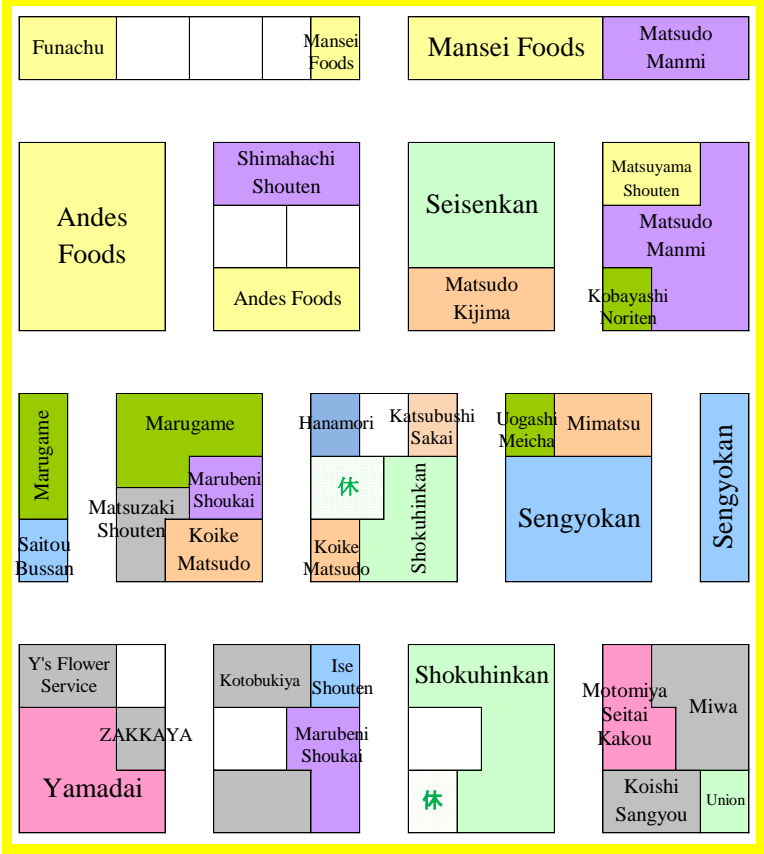 Funachu
Mansei
Foods
Mansei Foods
Matsudo
Manmi
Andes
Foods
Shimahachi
Shouten
Andes Foods
Seisenkan
Matsudo
Kijima
Matsuyama
Shouten
Matsudo
Manmi
Kobayashi
Noriten
Marugame
Saitou
Bussan
Marugame
Marubeni
Shoukai
Matsuzaki
Shouten
Koike
Matsudo
Hanamori
Katsubushi
Sakai
休
Koike
Matsudo
Shokuhinkan
Uogashi
Meicha
Mimatsu
Sengyokan
Sengyokan
Y's Flower
Service
ZAKKAYA
Yamadai
Kotobukiya
Ise
Shouten
Marubeni
Shoukai
Shokuhinkan
休
Motomiya
Seitai
Kakou
Miwa
Koishi
Sangyou
Union